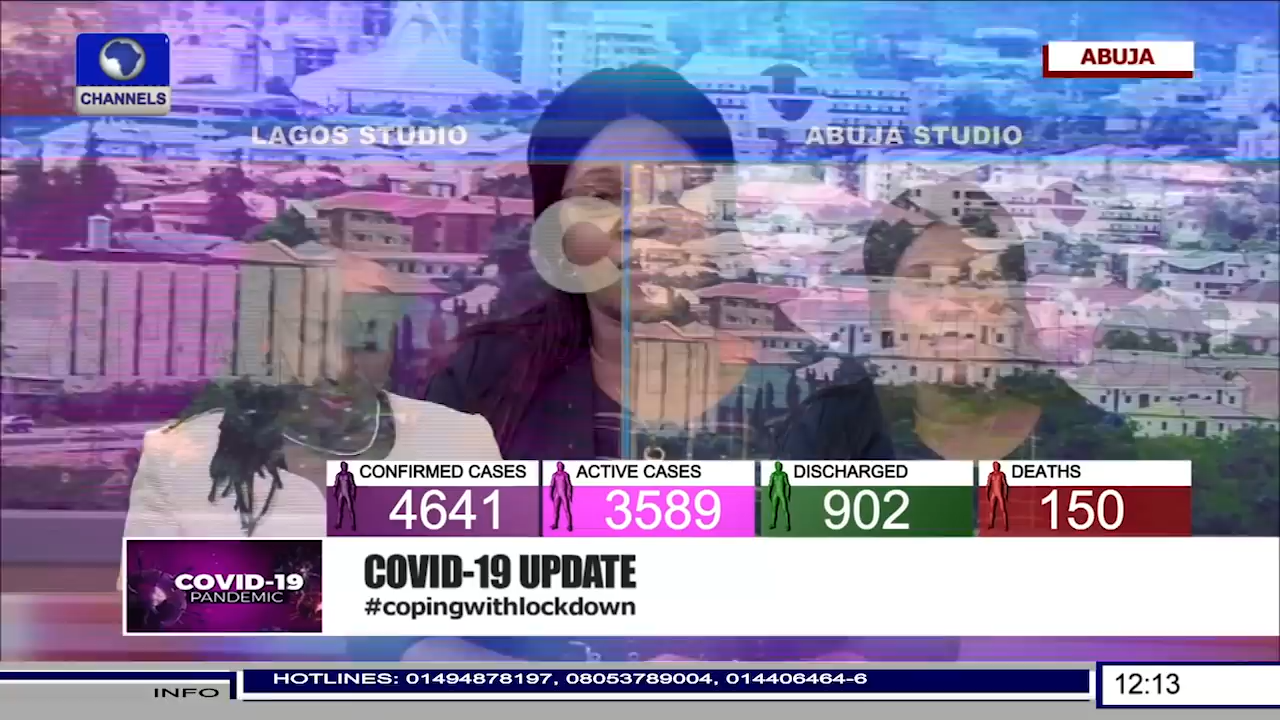 CHANNELS
ABUJA
LAGOS STUDIO
ABUJA STUDIO
CONFIRMED CASES
4641
ACTIVE CASES
3589
DISCHARGED
902
DEATHS
150
COVID-19
PANDEMIC
COVID-19 UPDATE
#copingwithlockdown
INFO
HOTLINES: 01494878197, 08053789004, 014406464-6
12:13